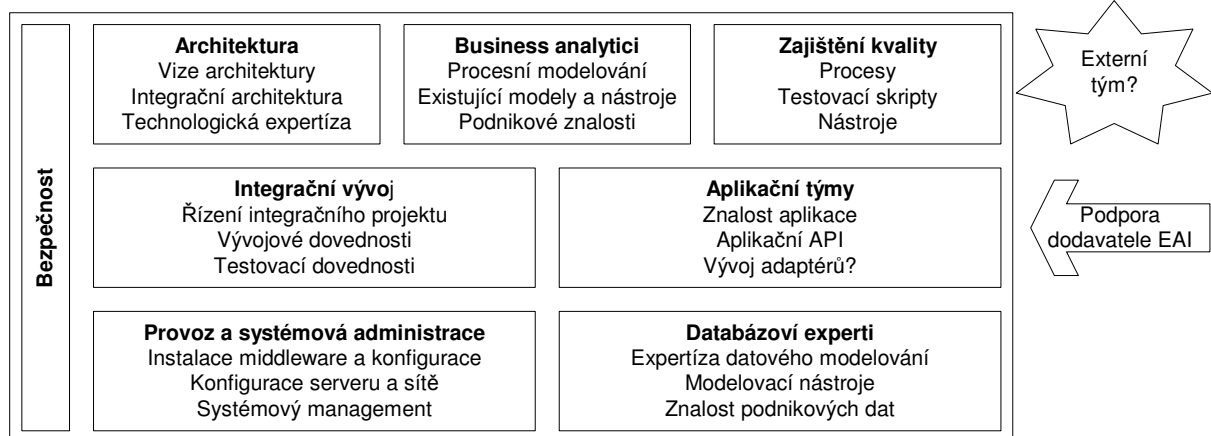 Bezpečnost
Architektura
Vize architektury
Integrační architektura
Technologická expertíza
Business analytici
Procesní modelování
Existující modely a nástroje
Podnikové znalosti
Zajištění kvality
Procesy
Testovací skripty
Nástroje
Externí
tým?
Integrační vývoj
Řízení integračního projektu
Vývojové dovednosti
Testovací dovednosti
Aplikační týmy
Znalost aplikace
Aplikační API
Vývoj adaptérů?
Podpora
dodavatele EAI
Provoz a systémová administrace
Instalace middleware a konfigurace
Konfigurace serveru a sítě
Systémový management
Databázoví experti
Expertíza datového modelování
Modelovací nástroje
Znalost podnikových dat